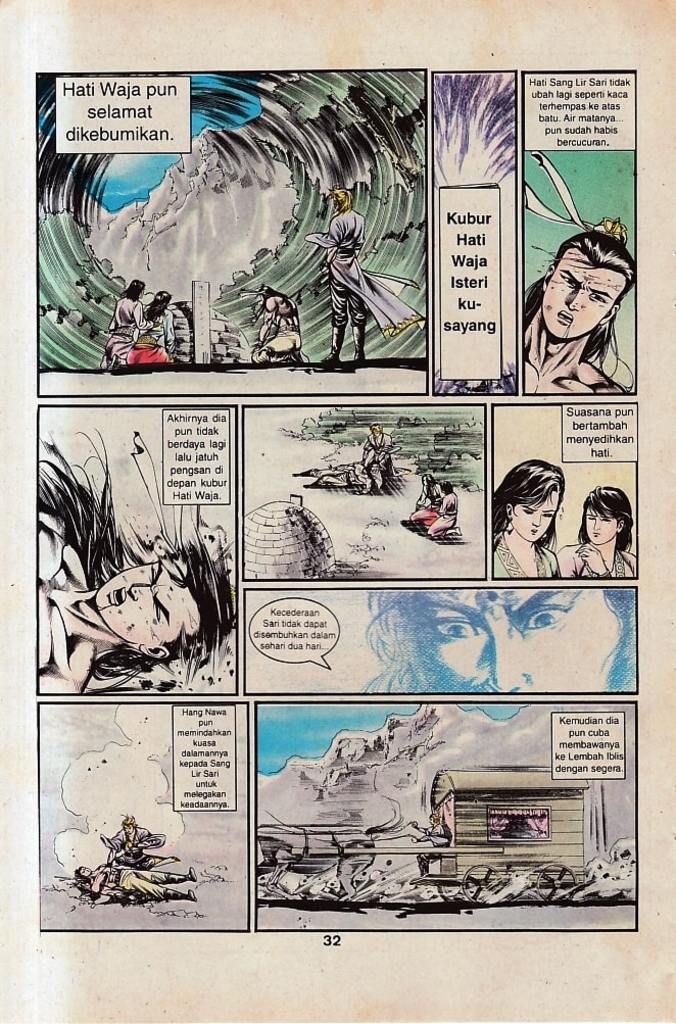 Hati Waja pun
selamat
dikebumikan.
Kubur
Hati
Waja
Isteri
ku-
sayang
Hati Sang Lir Sari tidak
ubah lagi seperti kaca
terhempas ke atas
batu. Air matanya...
pun sudah habis
bercucuran.
Akhirnya dia
pun tidak
berdaya lagi
lalu jatuh
pengsan di
depan kubur
Hati Waja.
Suasana pun
bertambah
menyedihkan
hati.
Kecederaan
Sari tidak dapat
disembuhkan dalam
sehari dua hari...
Hang Nawa
pun
memindahkan
kuasa
dalamannya
kepada Sang
Lir Sari
untuk
melegakan
keadaannya.
Kemudian dia
pun cuba
membawanya
ke Lembah Iblis
dengan segera.
32